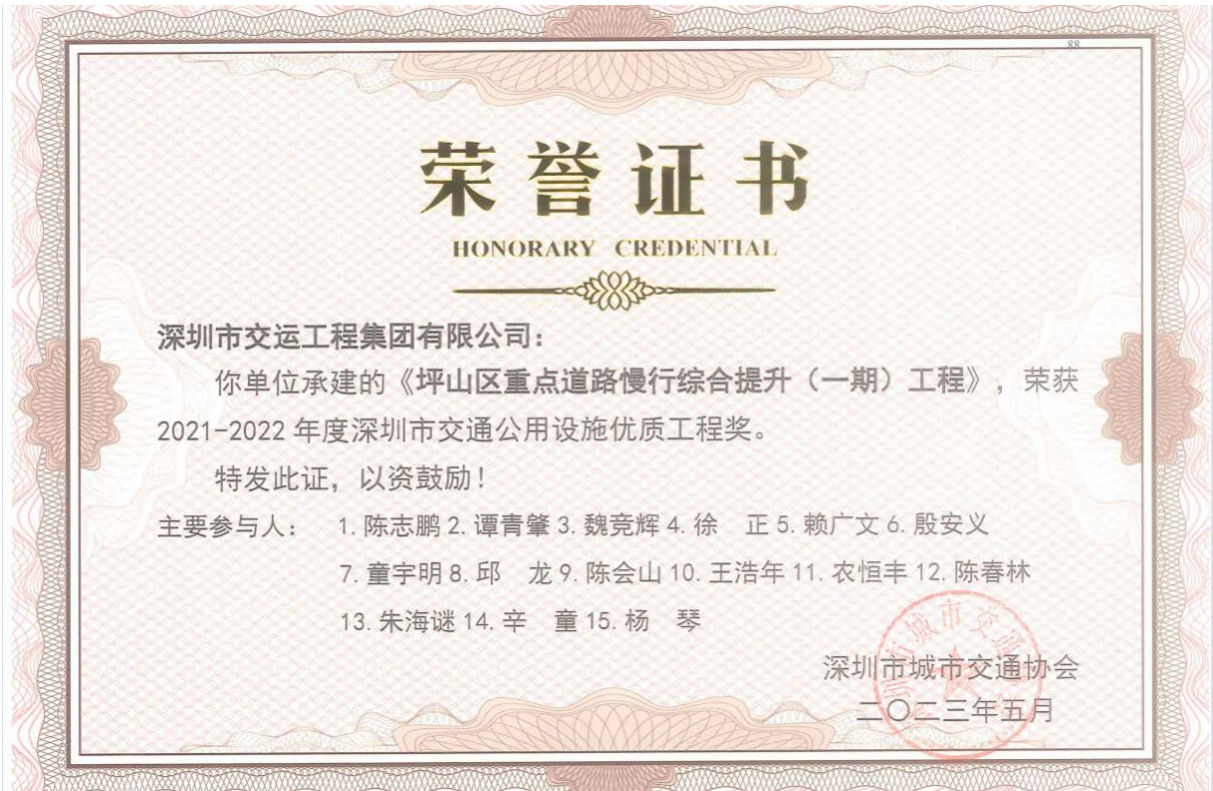 88
荣誉证书
HONORARY CREDENTIAL
深圳市交运工程集团有限公司：
你单位承建的《坪山区重点道路慢行综合提升（一期）工程》，荣获
2021-2022 年度深圳市交通公用设施优质工程奖。
特发此证，以资鼓励！
主要参与人： 1. 陈志鹏 2. 谭青肇 3. 魏竞辉 4. 徐　正 5. 赖广文 6. 殷安义
7. 童宇明 8. 邱　龙 9. 陈会山 10. 王浩年 11. 农恒丰 12. 陈春林
13. 朱海谜 14. 辛　童 15. 杨　琴
深圳市城市交通协会
二〇二三年五月